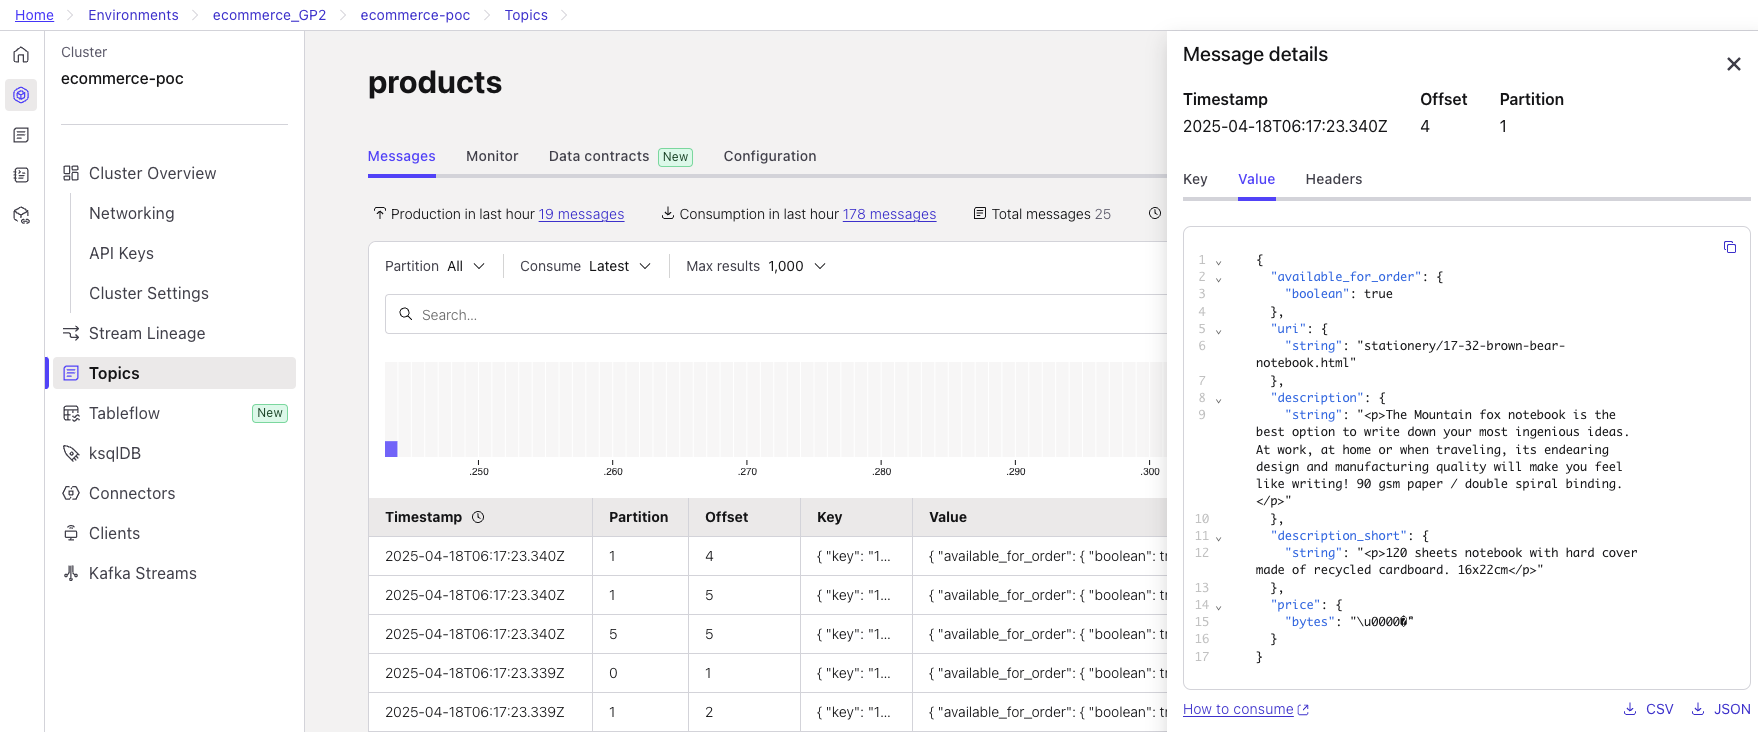 Home
Environments
ecommerce_GP2
ecommerce-poc
Topics
Cluster
ecommerce-poc
Cluster Overview
Networking
API Keys
Cluster Settings
Stream Lineage
Topics
Tableflow New
ksqlDB
Connectors
Clients
Kafka Streams
products
Messages Monitor Data contracts New Configuration
Production in last hour 19 messages Consumption in last hour 178 messages Total messages 25
Partition All Consume Latest Max results 1,000
Search...
.250 .260 .270 .280 .290 .300
Timestamp Partition Offset Key Value
2025-04-18T06:17:23.340Z 1 4 { "key": "1... { "available_for_order": { "boolean": tr
2025-04-18T06:17:23.340Z 1 5 { "key": "1... { "available_for_order": { "boolean": tr
2025-04-18T06:17:23.340Z 5 5 { "key": "1... { "available_for_order": { "boolean": tr
2025-04-18T06:17:23.339Z 0 1 { "key": "1... { "available_for_order": { "boolean": tr
2025-04-18T06:17:23.339Z 1 2 { "key": "1... { "available_for_order": { "boolean": tr
Message details
Timestamp Offset Partition
2025-04-18T06:17:23.340Z 4 1
Key Value Headers
1 {
2 "available_for_order": {
3 "boolean": true
4 },
5 "uri": {
6 "string": "stationery/17-32-brown-bear-
notebook.html"
7 },
8 "description": {
9 "string": "<p>The Mountain fox notebook is the
best option to write down your most ingenious ideas.
At work, at home or when traveling, its endearing
design and manufacturing quality will make you feel
like writing! 90 gsm paper / double spiral binding.
</p>"
10 },
11 "description_short": {
12 "string": "<p>120 sheets notebook with hard cover
made of recycled cardboard. 16x22cm</p>"
13 },
14 "price": {
15 "bytes": "\u0000�"
16 }
17 }
How to consume
CSV JSON